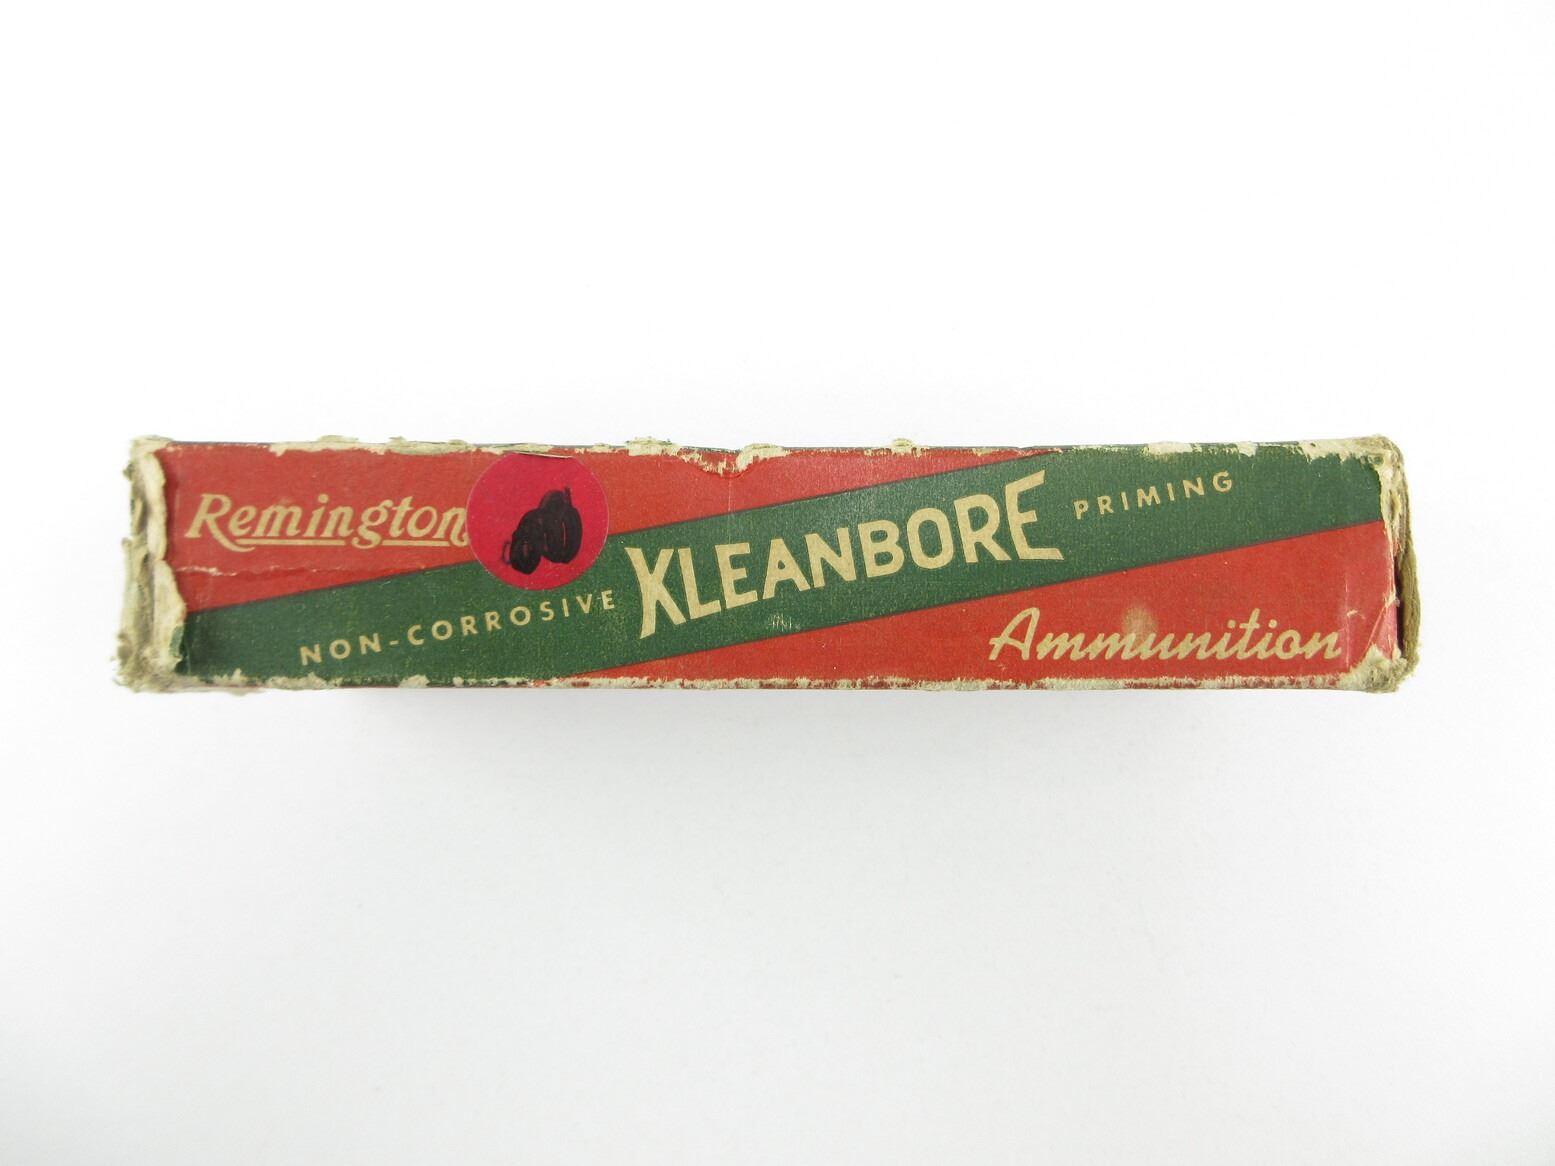 Remington
NON-CORROSIVE KLEANBORE PRIMING
Ammunition